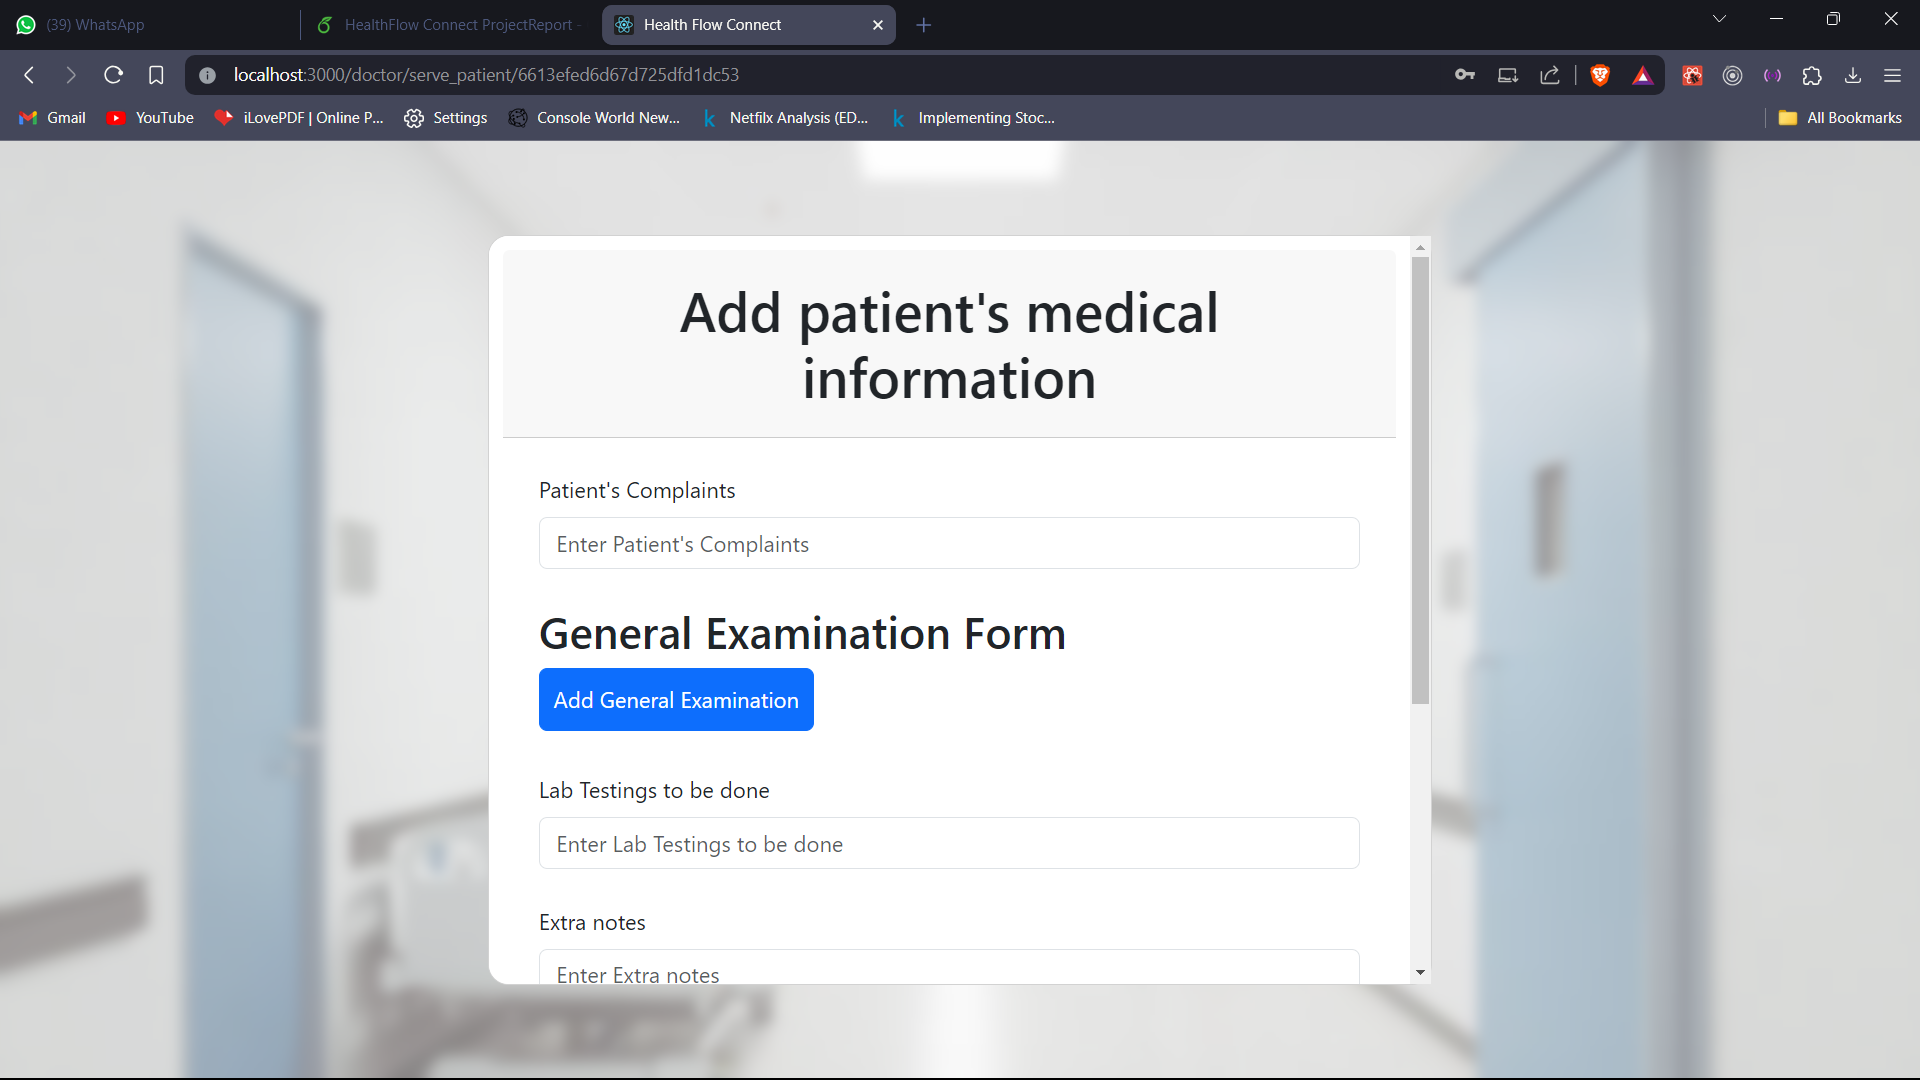 (39) WhatsApp
HealthFlow Connect ProjectReport -
Health Flow Connect
localhost:3000/doctor/serve_patient/6613efed6d67d725dfd1dc53
Gmail
YouTube
iLovePDF | Online P...
Settings
Console World New...
k
Netfilx Analysis (ED...
k
Implementing Stoc...
All Bookmarks
Add patient's medical
information
Patient's Complaints
Enter Patient's Complaints
General Examination Form
Add General Examination
Lab Testings to be done
Enter Lab Testings to be done
Extra notes
Enter Extra notes